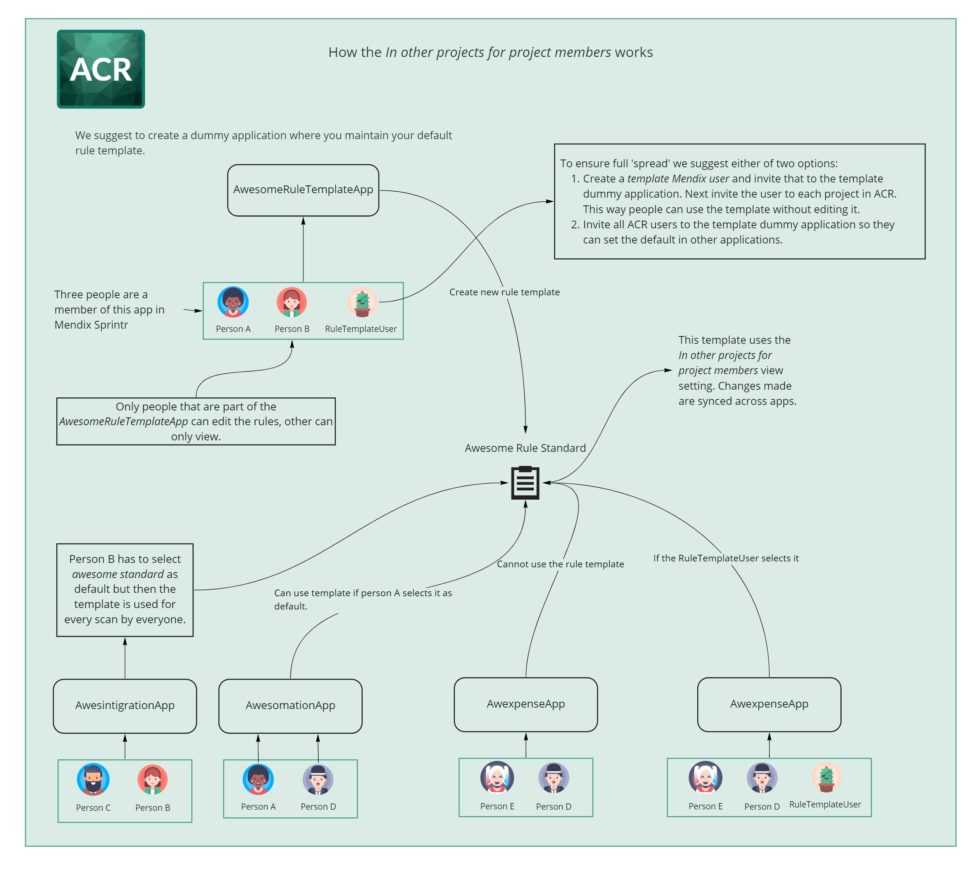 ACR
How the In other projects for project members works
We suggest to create a dummy application where you maintain your default
rule template.
AwesomeRuleTemplateApp
To ensure full 'spread' we suggest either of two options:
1. Create a template Mendix user and invite that to the template
dummy application. Next invite the user to each project in ACR.
This way people can use the template without editing it.
2. Invite all ACR users to the template dummy application so they
can set the default in other applications.
Three people are a
member of this app in
Mendix Sprintr
Person A
Person B
RuleTemplateUser
Create new rule template
This template uses the
In other projects for
project members view
setting. Changes made
are synced across apps.
Only people that are part of the
AwesomeRuleTemplateApp can edit the rules, other can
only view.
Awesome Rule Standard
Person B has to select
awesome standard as
default but then the
template is used for
every scan by everyone.
Can use template if person A selects it as
default.
Cannot use the rule template
If the RuleTemplateUser selects it
AwesintigrationApp
AwesomationApp
AwexpenseApp
AwexpenseApp
Person C
Person B
Person A
Person D
Person E
Person D
Person E
Person D
RuleTemplateUser